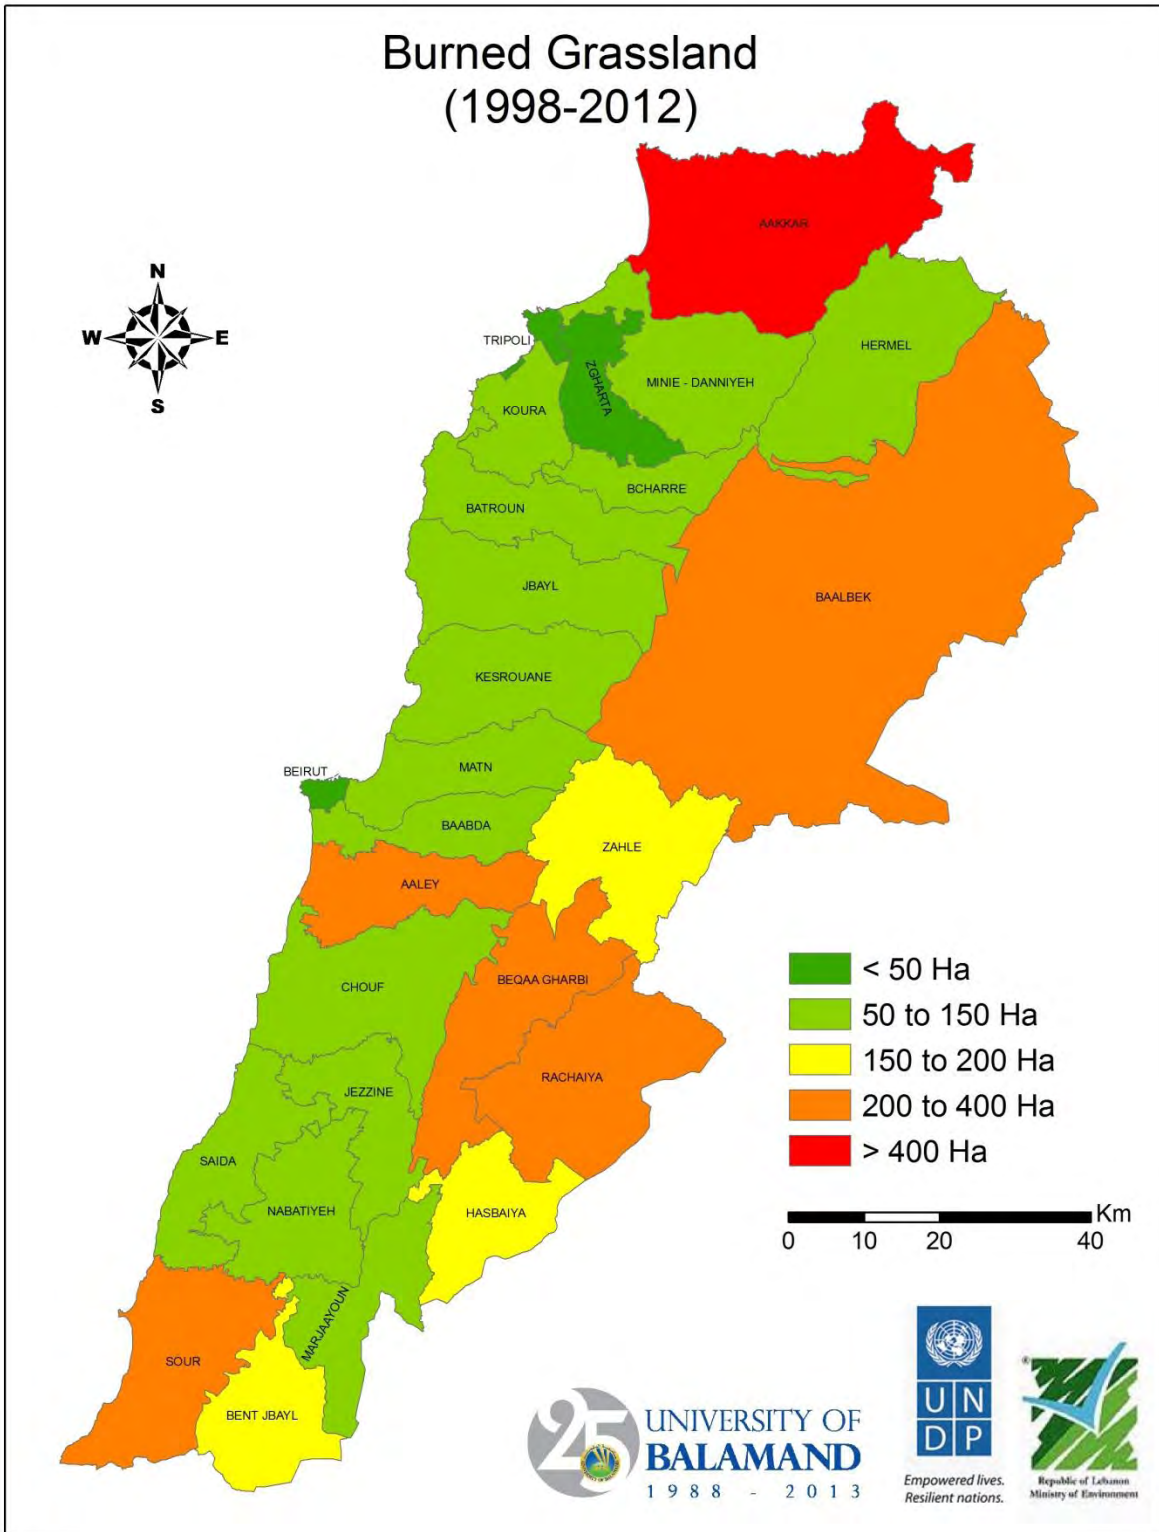 Burned Grassland
(1998-2012)
N
W
E
S
AAKKAR
HERMEL
TRIPOLI
ZGHARTA
MINIE - DANNIYEH
KOURA
BCHARRE
BATROUN
JBAYL
BAALBEK
KESROUANE
MATN
BEIRUT
BAABDA
ZAHLE
AALEY
CHOUF
BEQAA GHARBI
RACHAIYA
JEZZINE
SAIDA
NABATIYEH
HASBAIYA
MARJAAYOUN
SOUR
BENT JBAYL
< 50 Ha
50 to 150 Ha
150 to 200 Ha
200 to 400 Ha
> 400 Ha
Km
0 10 20 40
25
UNIVERSITY OF
BALAMAND
1988 - 2013
U N
D P
Empowered lives.
Resilient nations.
®
Republic of Lebanon
Ministry of Environment